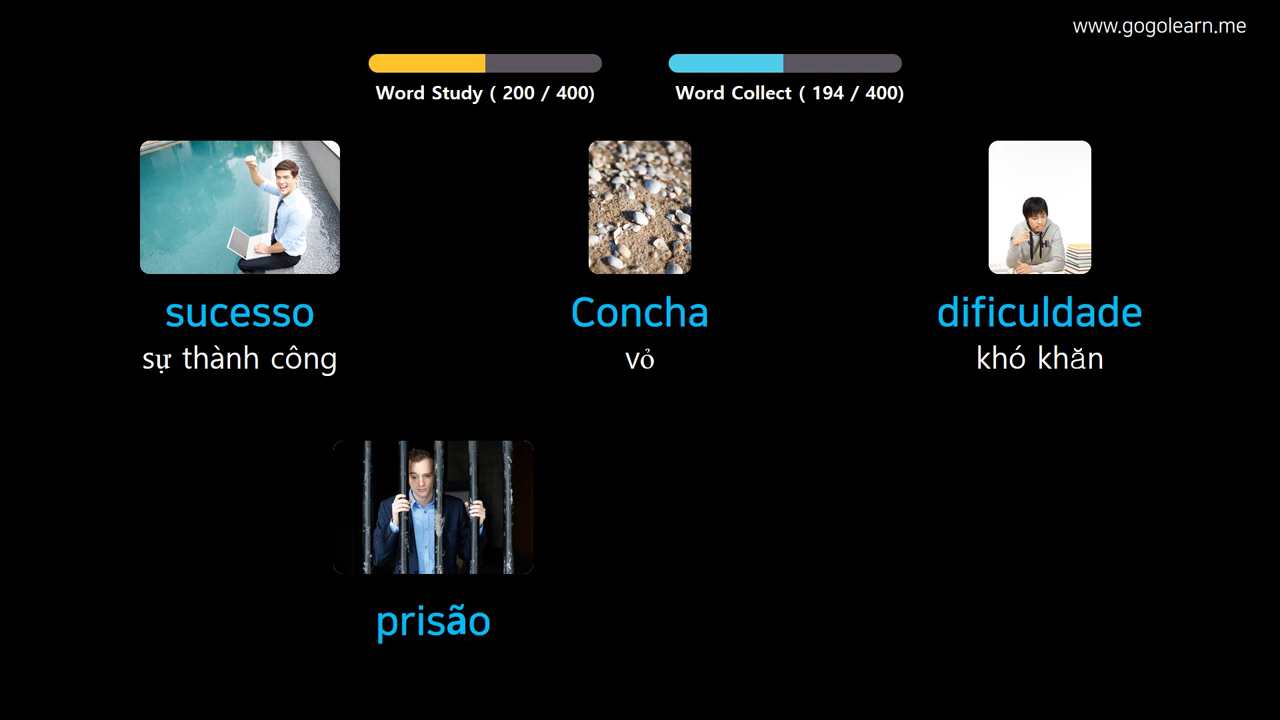 www.gogolearn.me
Word Study ( 200 / 400)
Word Collect ( 194 / 400)
sucesso
sự thành công
Concha
vỏ
dificuldade
khó khăn
prisão